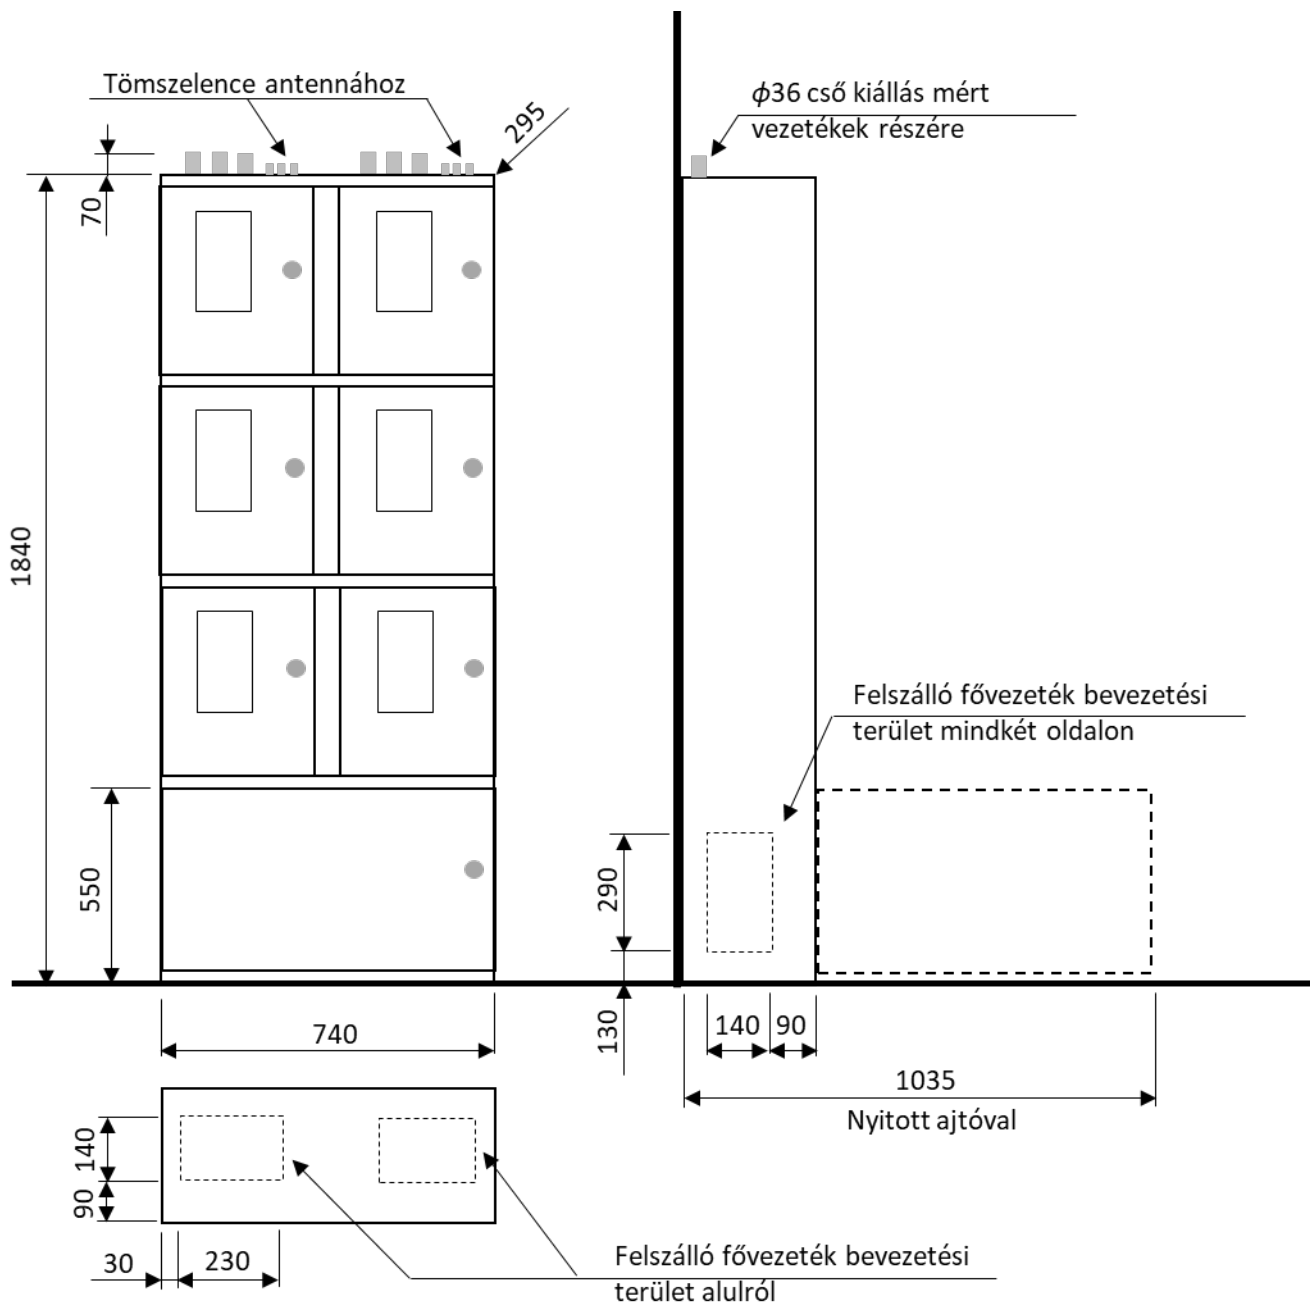 Tömszelence antennához
295
ϕ36 cső kiállás mért
vezetékek részére
70
1840
Felszálló fővezeték bevezetési
terület mindkét oldalon
550
290
130
740
140
90
1035
Nyitott ajtóval
140
90
30
230
Felszálló fővezeték bevezetési
terület alulról